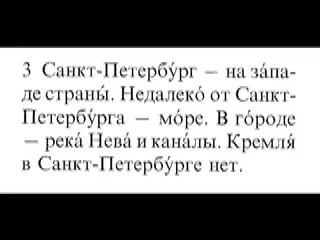 3 Санкт-Петербу́рг — на за́па-
де страны́. Недалеко́ от Санкт-
Петербу́рга — мо́ре. В го́роде
— река́ Нева́ и кана́лы. Кремля́
в Санкт-Петербу́рге нет.